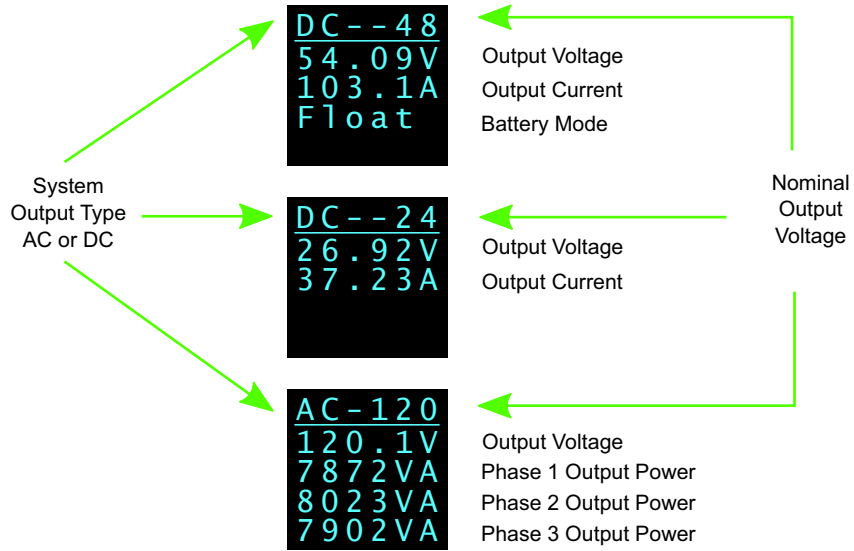 DC--48
54.09V
103.1A
Float
Output Voltage
Output Current
Battery Mode
System
Output Type
AC or DC
Nominal
Output
Voltage
DC--24
26.92V
37.23A
Output Voltage
Output Current
AC-120
120.1V
7872VA
8023VA
7902VA
Output Voltage
Phase 1 Output Power
Phase 2 Output Power
Phase 3 Output Power